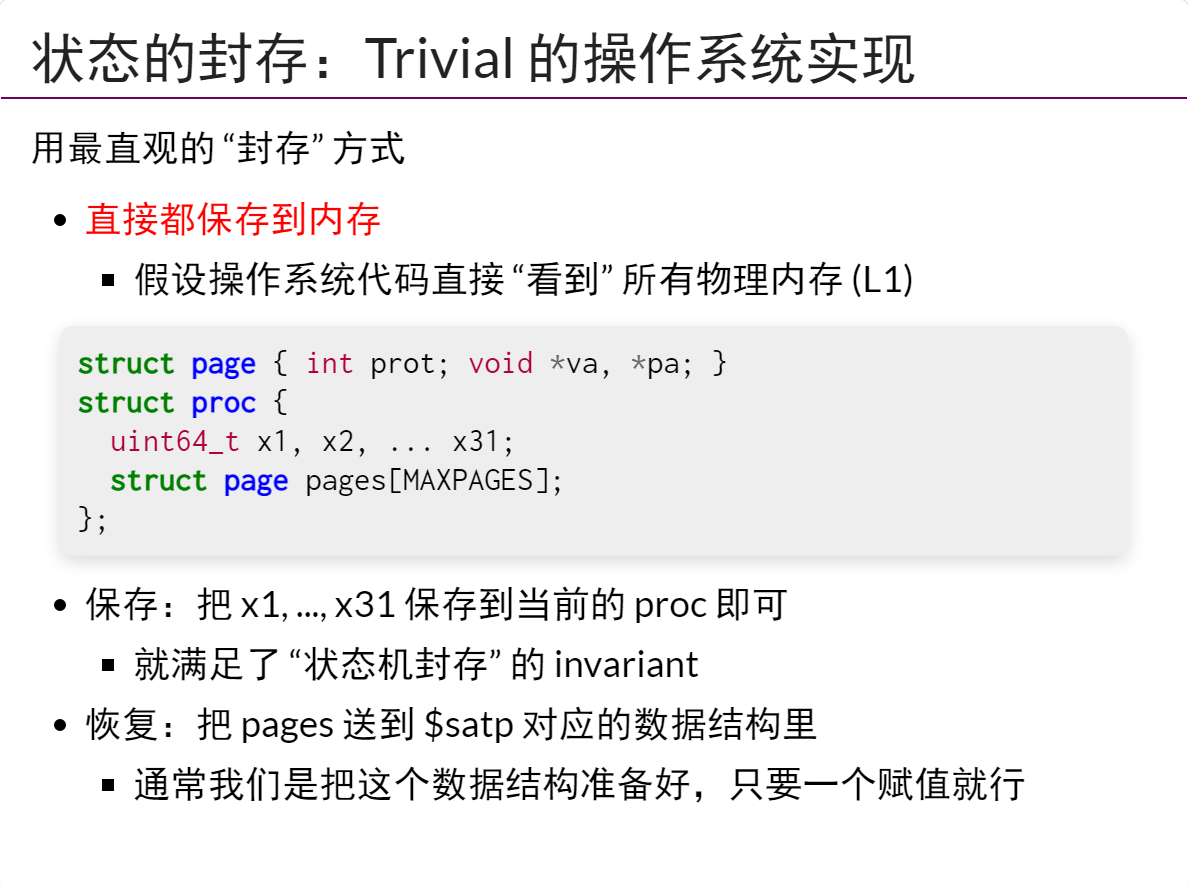 状态的封存：Trivial 的操作系统实现
用最直观的 “封存” 方式
直接都保存到内存
假设操作系统代码直接 “看到” 所有物理内存 (L1)
struct page { int prot; void *va, *pa; }
struct proc {
  uint64_t x1, x2, ... x31;
  struct page pages[MAXPAGES];
};
保存：把 x1, ..., x31 保存到当前的 proc 即可
就满足了 “状态机封存” 的 invariant
恢复：把 pages 送到 $satp 对应的数据结构里
通常我们是把这个数据结构准备好，只要一个赋值就行